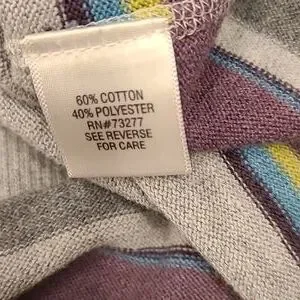 60% COTTON
40% POLYESTER
RN#73277
SEE REVERSE
FOR CARE